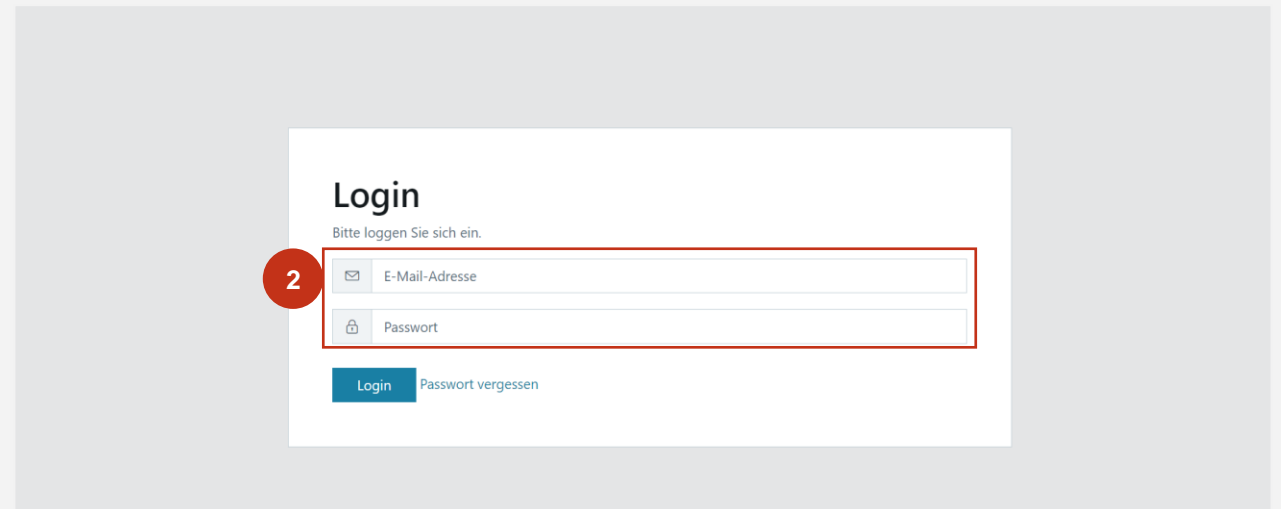 Login
Bitte loggen Sie sich ein.
2
E-Mail-Adresse
Passwort
Login Passwort vergessen